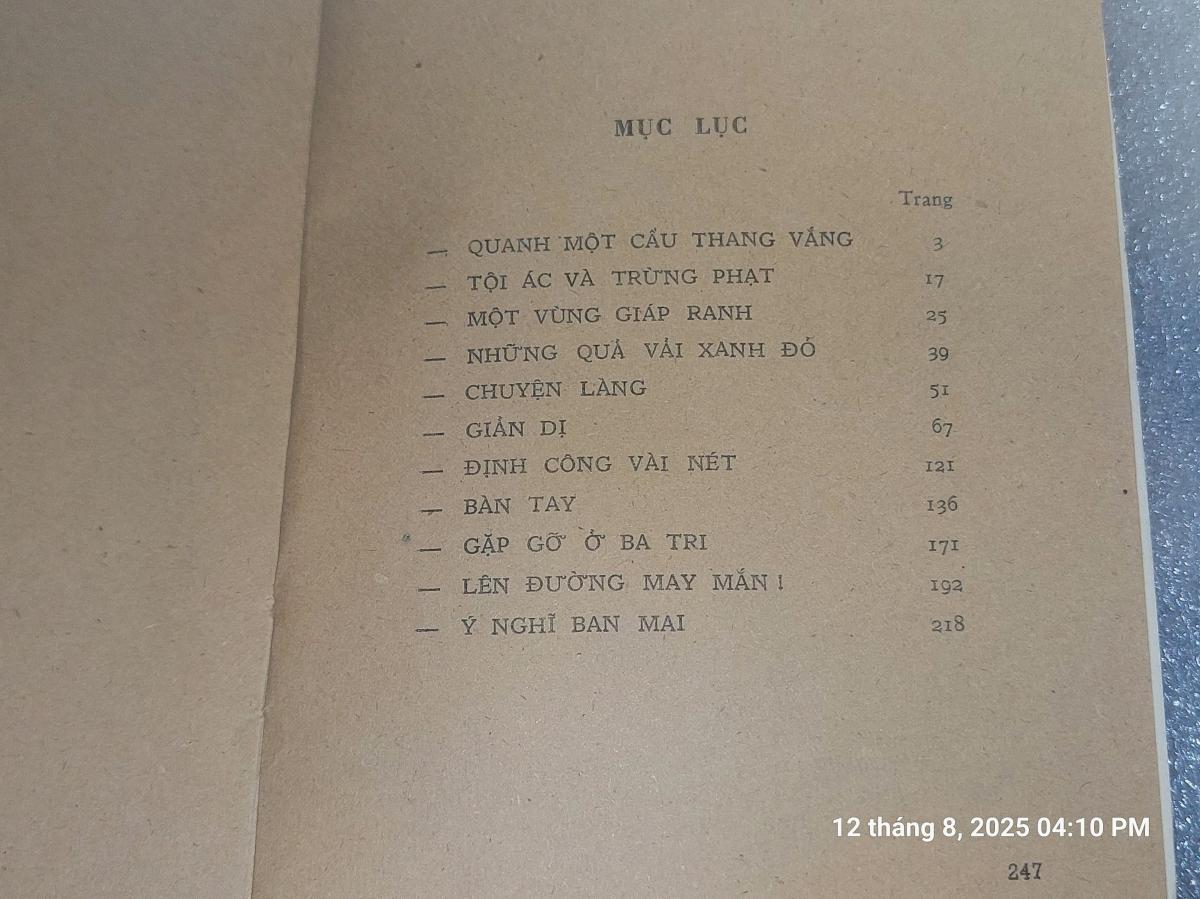 MỤC LỤC
Trang
— QUANH MỘT CẦU THANG VẮNG 3
— TỘI ÁC VÀ TRỪNG PHẠT 17
— MỘT VÙNG GIÁP RANH 25
— NHỮNG QUẢ VẢI XANH ĐỎ 39
— CHUYỆN LÀNG 51
— GIẢN DỊ 67
— ĐỊNH CÔNG VÀI NÉT 121
— BÀN TAY 136
— GẶP GỠ Ở BA TRI 171
— LÊN ĐƯỜNG MAY MẮN ! 192
— Ý NGHĨ BAN MAI 218
12 tháng 8, 2025 04:10 PM
247